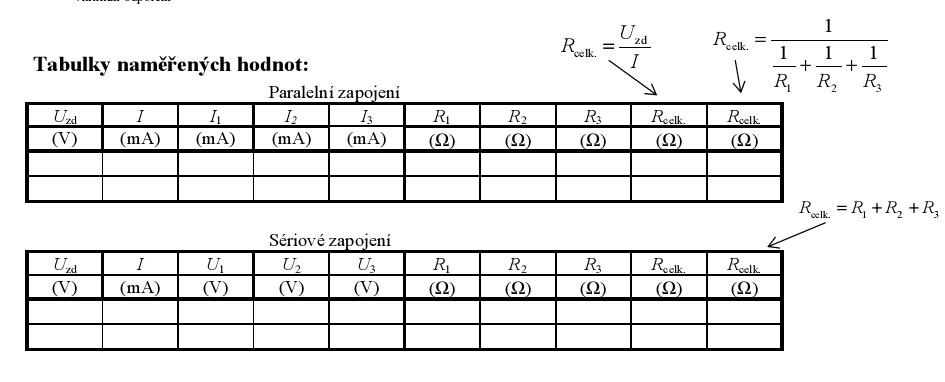 R_celk. = U_zd / I
R_celk. = 1 / (1/R_1 + 1/R_2 + 1/R_3)
Tabulky naměřených hodnot:
Paralelní zapojení
U_zd I I_1 I_2 I_3 R_1 R_2 R_3 R_celk. R_celk.
(V) (mA) (mA) (mA) (mA) (Ω) (Ω) (Ω) (Ω) (Ω)
R_celk. = R_1 + R_2 + R_3
Sériové zapojení
U_zd I U_1 U_2 U_3 R_1 R_2 R_3 R_celk. R_celk.
(V) (mA) (V) (V) (V) (Ω) (Ω) (Ω) (Ω) (Ω)